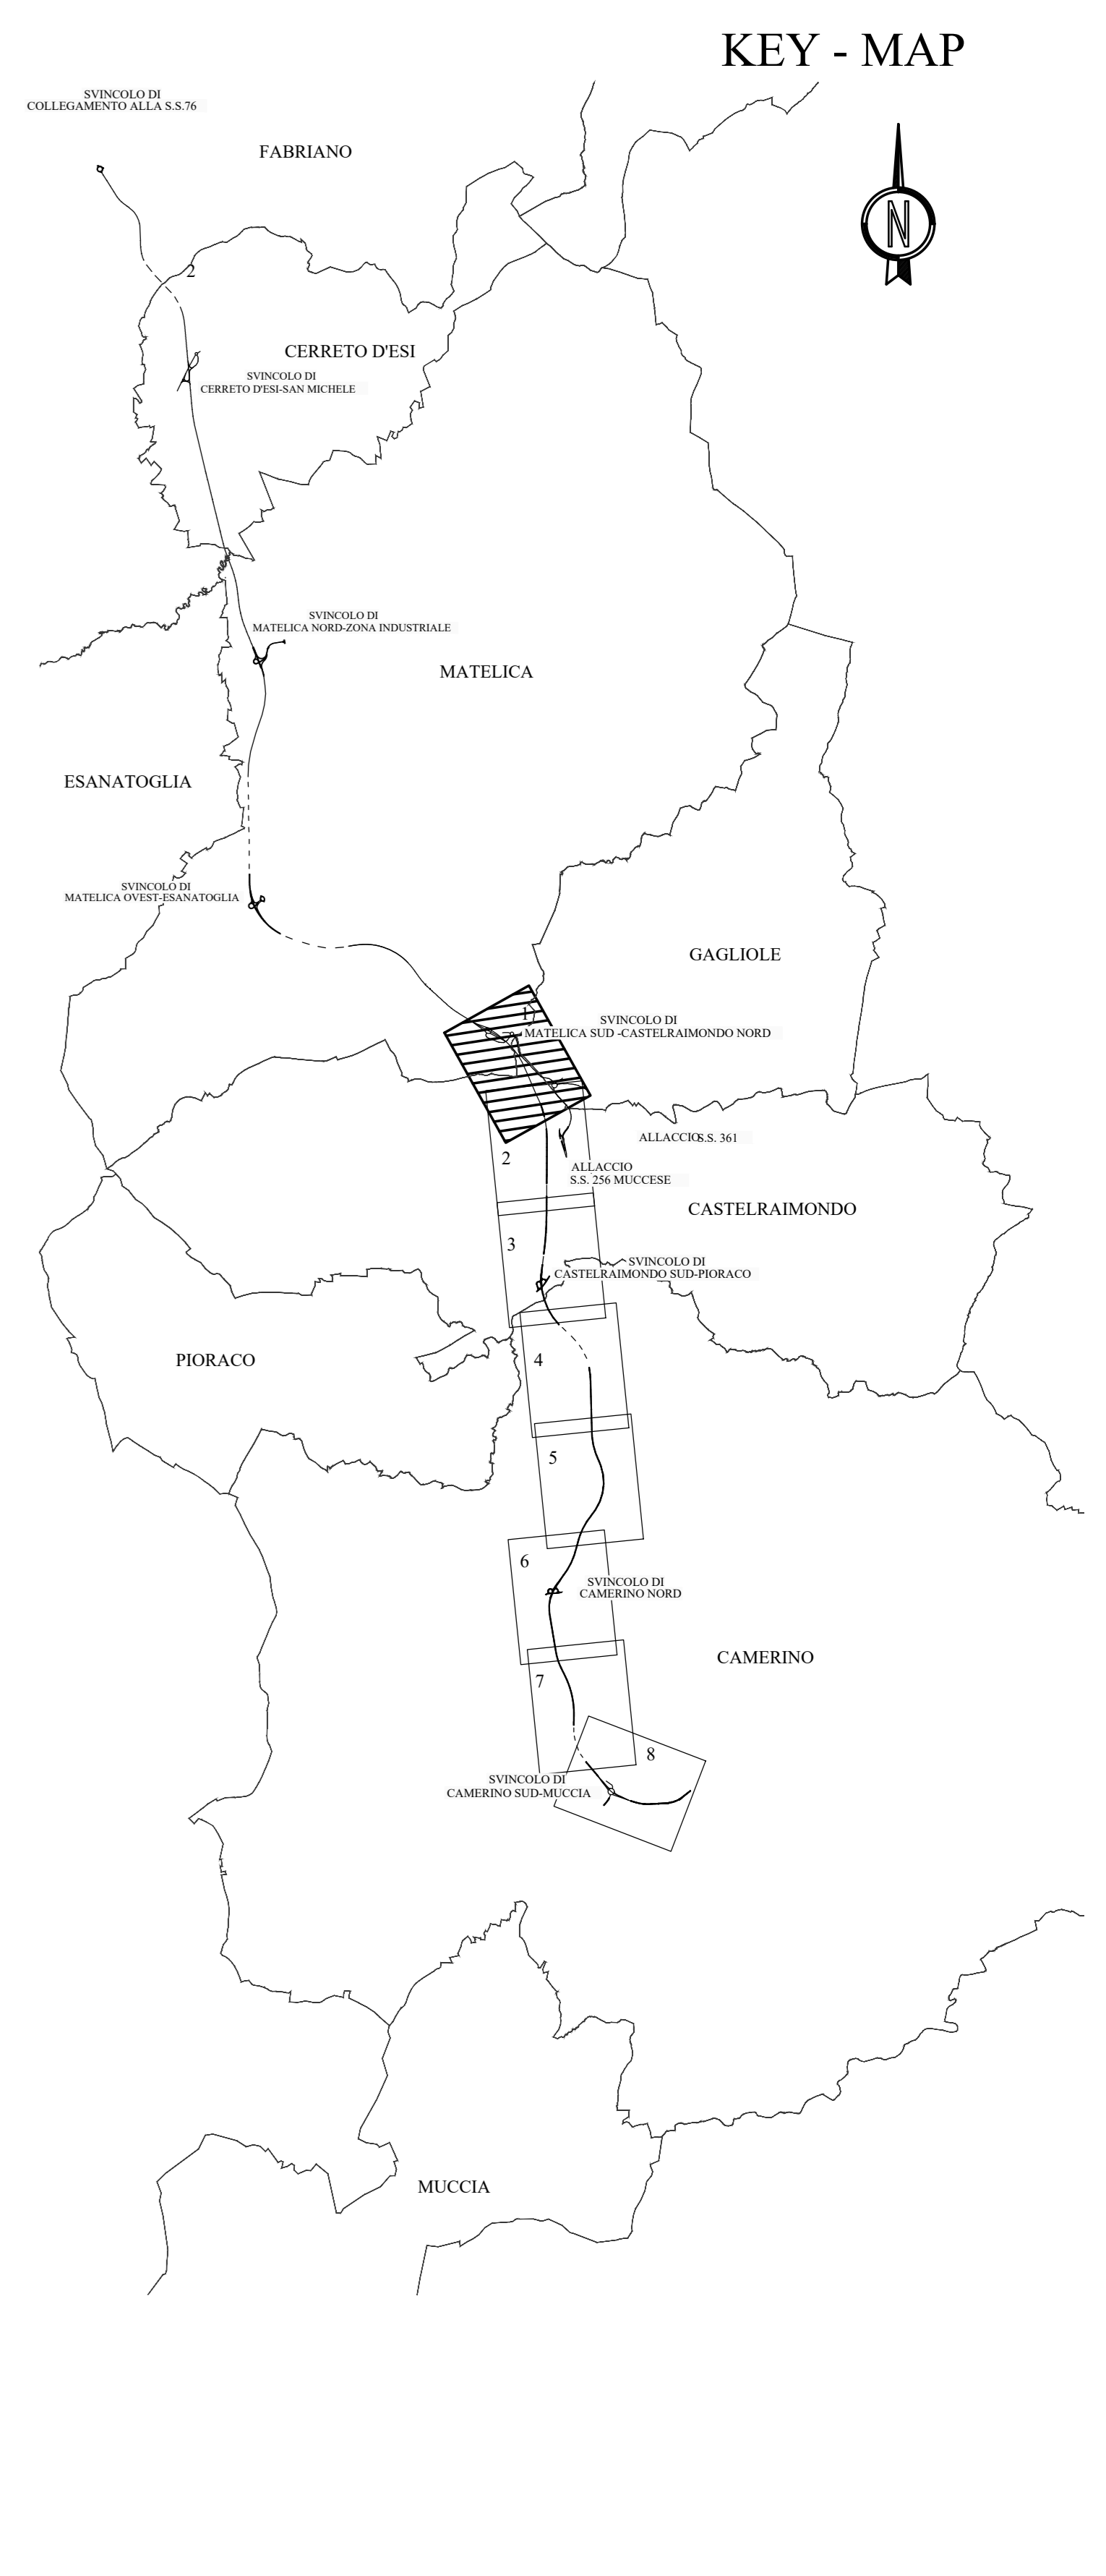 KEY - MAP
SVINCOLO DI
COLLEGAMENTO ALLA S.S.76
FABRIANO
N
2
CERRETO D'ESI
SVINCOLO DI
CERRETO D'ESI-SAN MICHELE
SVINCOLO DI
MATELICA NORD-ZONA INDUSTRIALE
MATELICA
ESANATOGLIA
SVINCOLO DI
MATELICA OVEST-ESANATOGLIA
GAGLIOLE
1
SVINCOLO DI
MATELICA SUD -CASTELRAIMONDO NORD
ALLACCIO S.S. 361
2
ALLACCIO
S.S. 256 MUCCESE
CASTELRAIMONDO
3
SVINCOLO DI
CASTELRAIMONDO SUD-PIORACO
PIORACO
4
5
6
SVINCOLO DI
CAMERINO NORD
CAMERINO
7
8
SVINCOLO DI
CAMERINO SUD-MUCCIA
MUCCIA